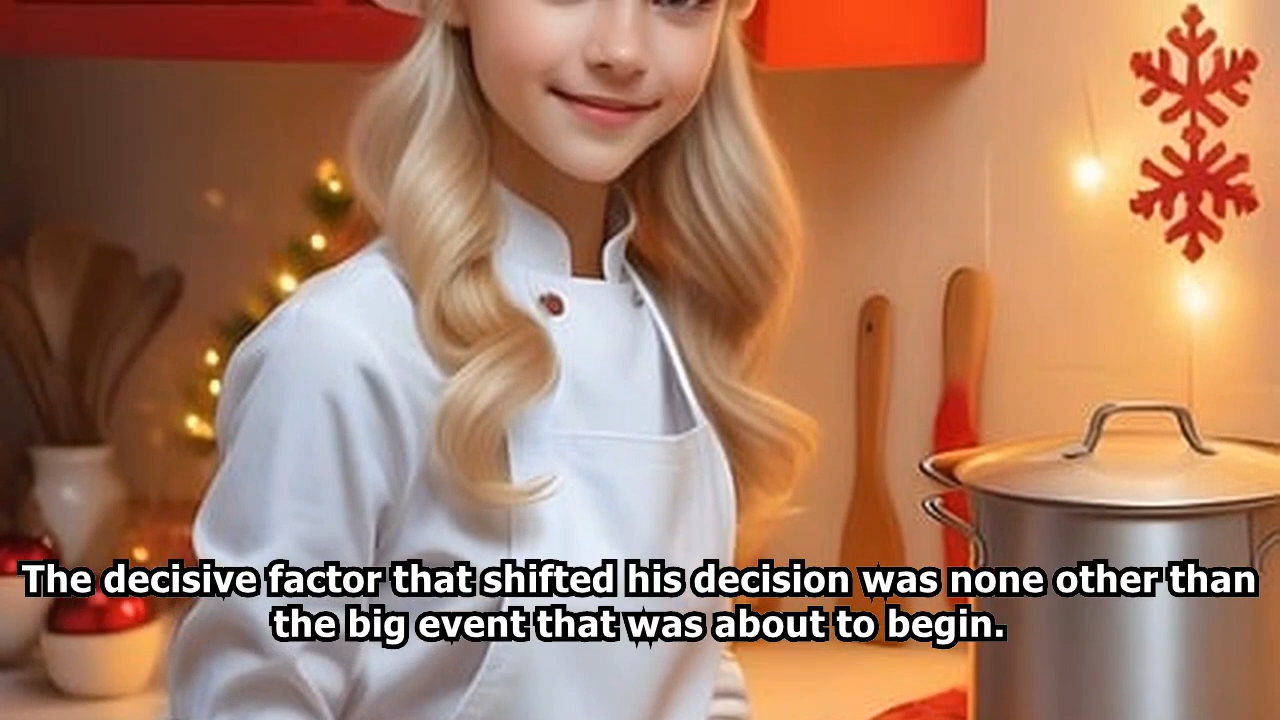 The decisive factor that shifted his decision was none other than
the big event that was about to begin.